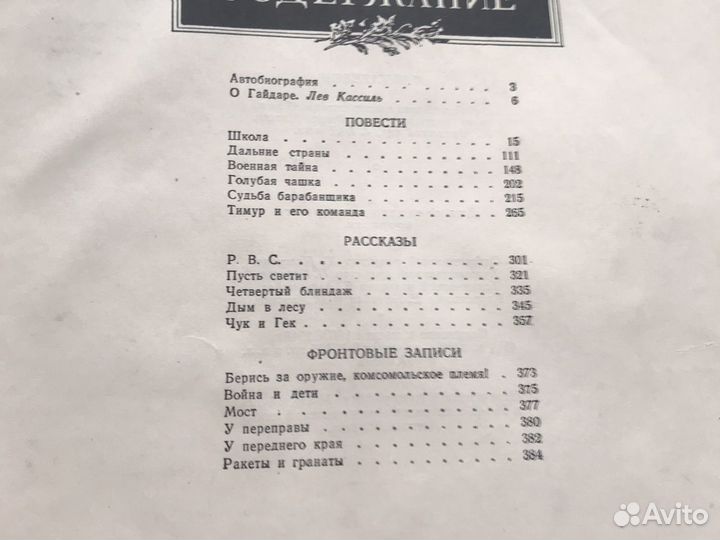 СОДЕРЖАНИЕ
Автобиография . . . . . . . . . 3
О Гайдаре. Лев Кассиль . . . . . . 6
ПОВЕСТИ
Школа . . . . . . . . . . . . 15
Дальние страны . . . . . . . . . 111
Военная тайна . . . . . . . . . 143
Голубая чашка . . . . . . . . . 202
Судьба барабанщика . . . . . . . 215
Тимур и его команда . . . . . . . 265
РАССКАЗЫ
Р. В. С. . . . . . . . . . . . 301
Пусть светит . . . . . . . . . . 321
Четвертый блиндаж . . . . . . . . 335
Дым в лесу . . . . . . . . . . 345
Чук и Гек . . . . . . . . . . . 357
ФРОНТОВЫЕ ЗАПИСИ
Берись за оружие, комсомольское племя! . 373
Война и дети . . . . . . . . . . 375
Мост . . . . . . . . . . . . . 377
У переправы . . . . . . . . . . 380
У переднего края . . . . . . . . 382
Ракеты и гранаты . . . . . . . . 384
Avito